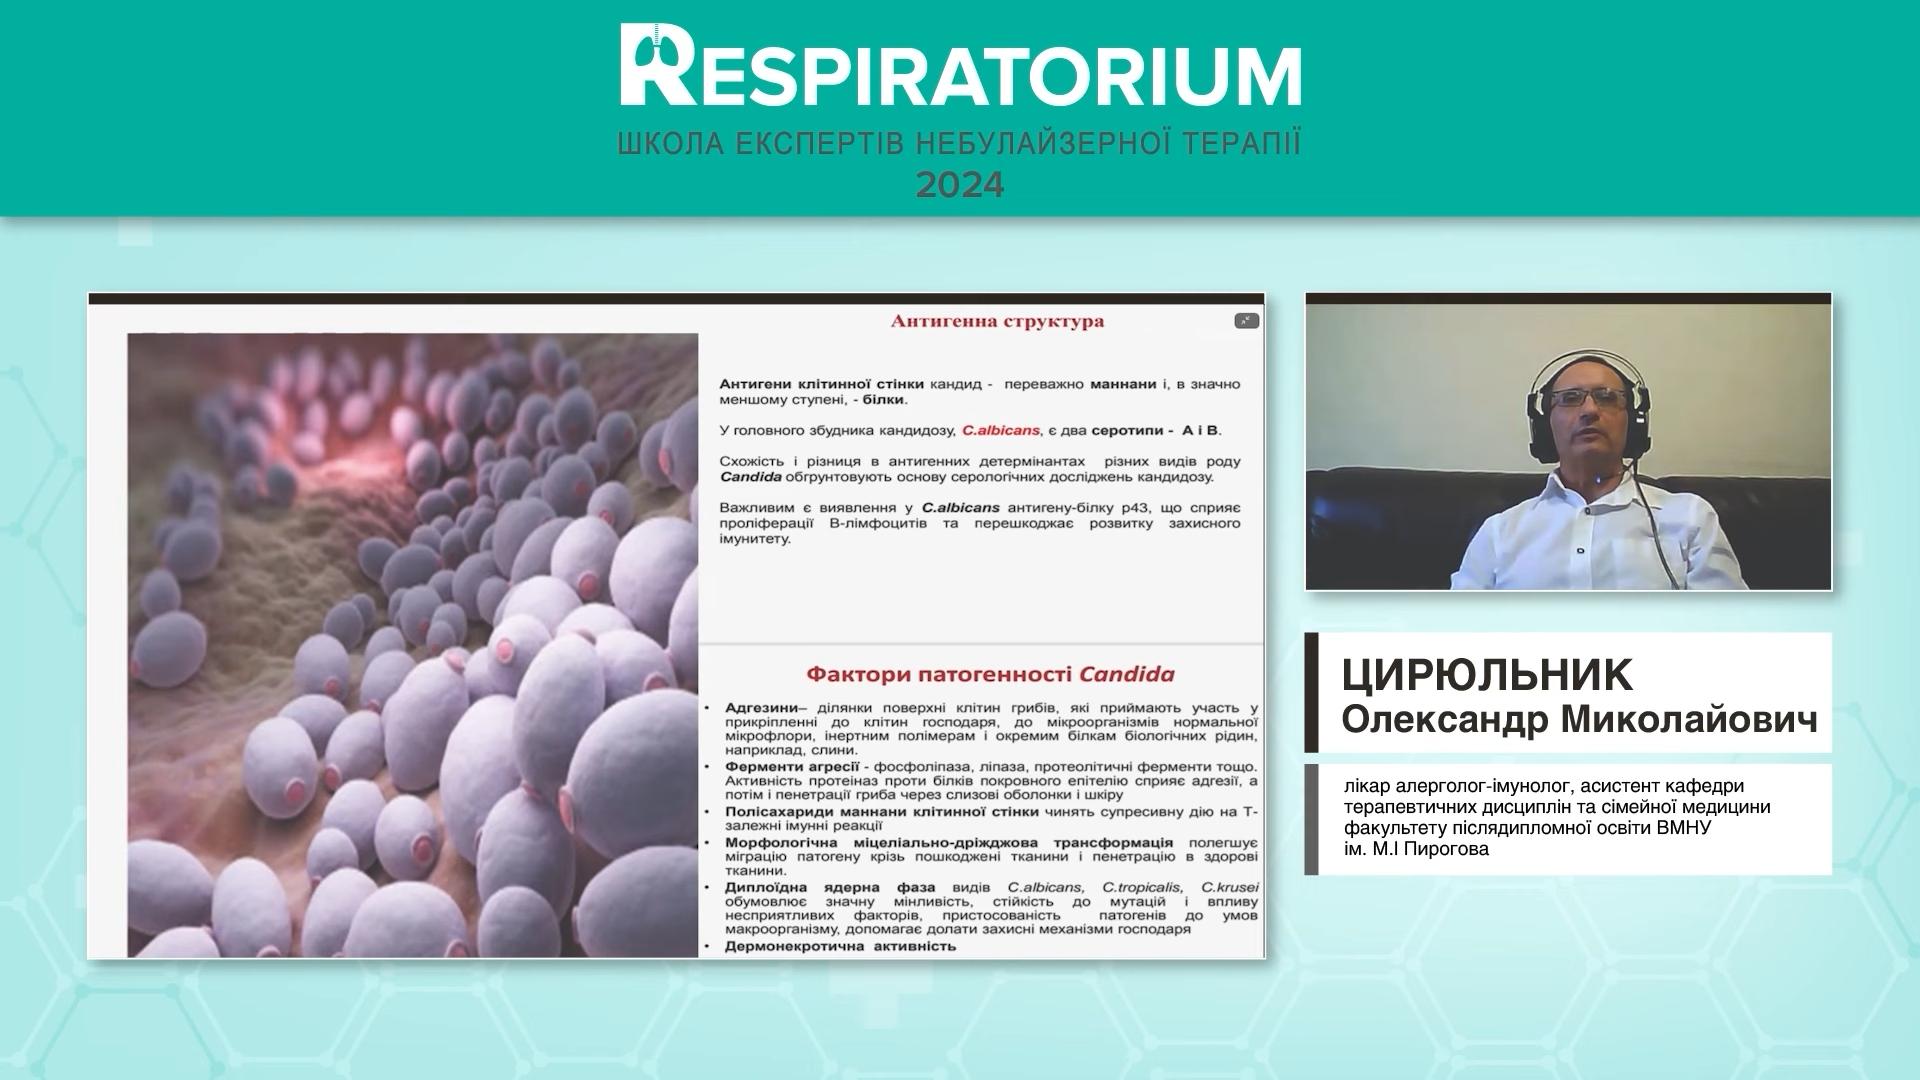 RESPIRATORIUM
ШКОЛА ЕКСПЕРТІВ НЕБУЛАЙЗЕРНОЇ ТЕРАПІЇ
2024
Антигенна структура
Антигени клітинної стінки кандид - переважно маннани і, в значно
меншому ступені, - білки.
У головного збудника кандидозу, C.albicans, є два серотипи - А і В.
Схожість і різниця в антигенних детермінантах різних видів роду
Candida обгрунтовують основу серологічних досліджень кандидозу.
Важливим є виявлення у C.albicans антигену-білку р43, що сприяє
проліферації В-лімфоцитів та перешкоджає розвитку захисного
імунитету.
Фактори патогенності Candida
• Адгезини– ділянки поверхні клітин грибів, які приймають участь у
прикріпленні до клітин господаря, до мікроорганізмів нормальної
мікрофлори, інертним полімерам і окремим білкам біологічних рідин,
наприклад, слини.
• Ферменти агресії - фосфоліпаза, ліпаза, протеолітичні ферменти тощо.
Активність протеіназ проти білків покровного епітелію сприяє адгезії, а
потім і пенетрації гриба через слизові оболонки і шкіру
• Полісахариди маннани клітинної стінки чинять супресивну дію на Т-
залежні імунні реакції
• Морфологічна міцеліально-дріжджова трансформація полегшує
міграцію патогену крізь пошкоджені тканини і пенетрацію в здорові
тканини.
• Диплоїдна ядерна фаза видів C.albicans, C.tropicalis, C.krusei
обумовлює значну мінливість, стійкість до мутацій і впливу
несприятливих факторів, пристосованість патогенів до умов
макроорганізму, допомагає долати захисні механізми господаря
• Дермонекротична активність
ЦИРЮЛЬНИК
Олександр Миколайович
лікар алерголог-імунолог, асистент кафедри
терапевтичних дисциплін та сімейної медицини
факультету післядипломної освіти ВМНУ
ім. М.І Пирогова